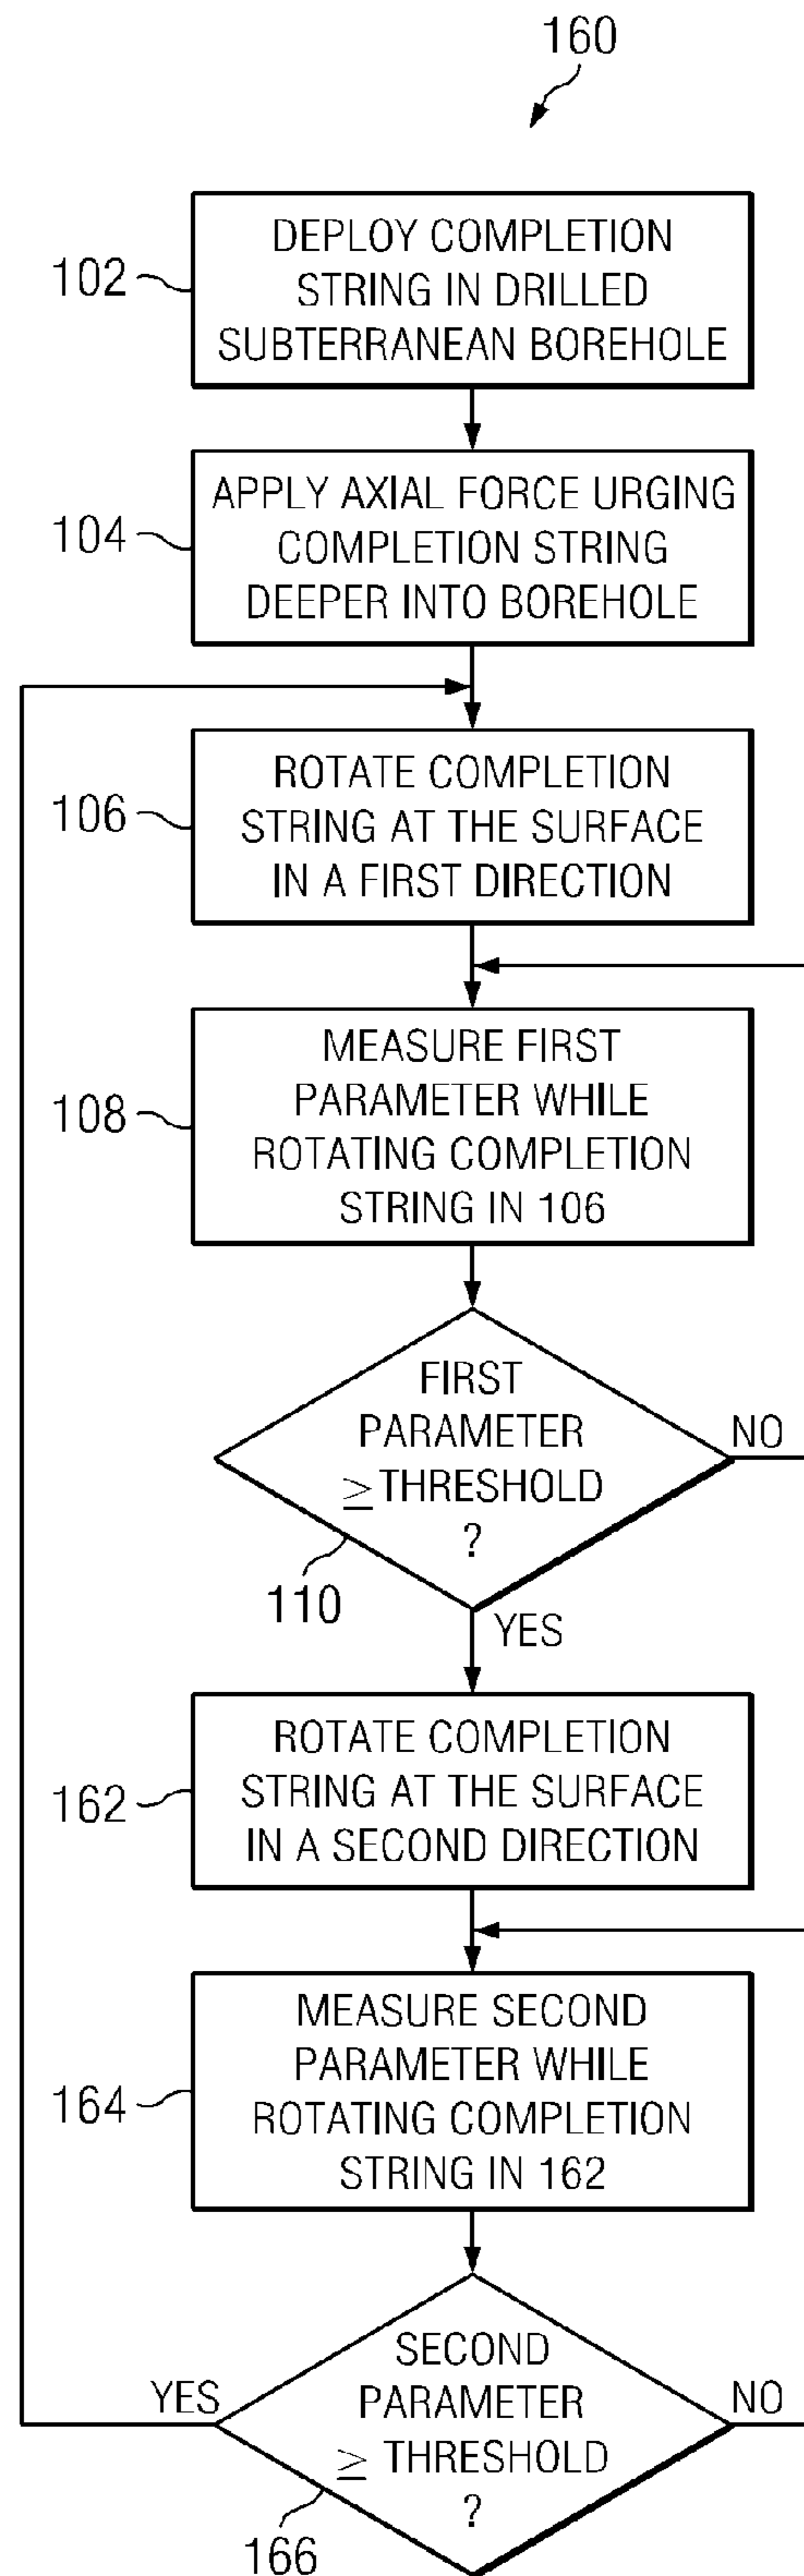 160
102
DEPLOY COMPLETION
STRING IN DRILLED
SUBTERRANEAN BOREHOLE
104
APPLY AXIAL FORCE URGING
COMPLETION STRING
DEEPER INTO BOREHOLE
106
ROTATE COMPLETION
STRING AT THE SURFACE
IN A FIRST DIRECTION
108
MEASURE FIRST
PARAMETER WHILE
ROTATING COMPLETION
STRING IN 106
FIRST
PARAMETER
≥ THRESHOLD
?
NO
110
YES
162
ROTATE COMPLETION
STRING AT THE SURFACE
IN A SECOND DIRECTION
164
MEASURE SECOND
PARAMETER WHILE
ROTATING COMPLETION
STRING IN 162
YES
SECOND
PARAMETER
≥ THRESHOLD
?
NO
166